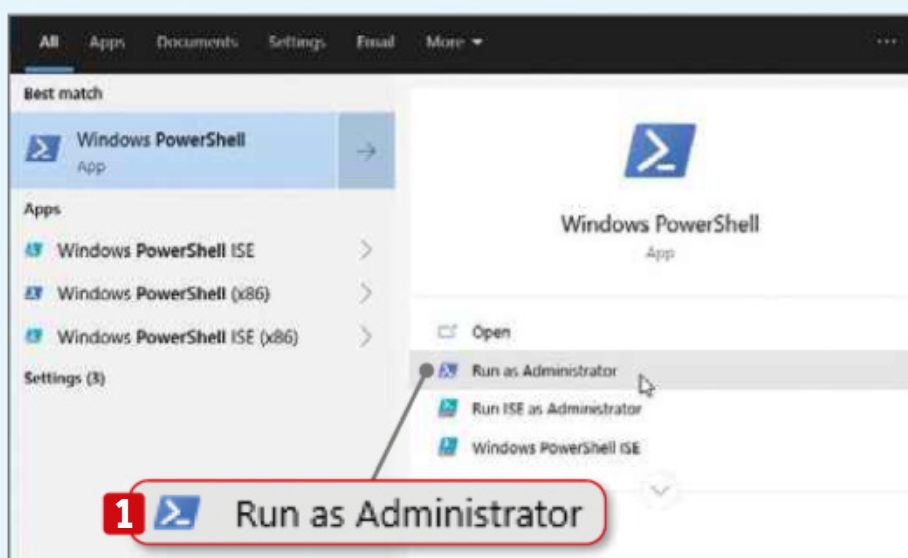 All Apps Documents Settings Email More
Best match
Windows PowerShell
App
Apps
Windows PowerShell ISE
Windows PowerShell (x86)
Windows PowerShell ISE (x86)
Settings (3)
Windows PowerShell
App
Open
Run as Administrator
Run ISE as Administrator
Windows PowerShell ISE
1 Run as Administrator